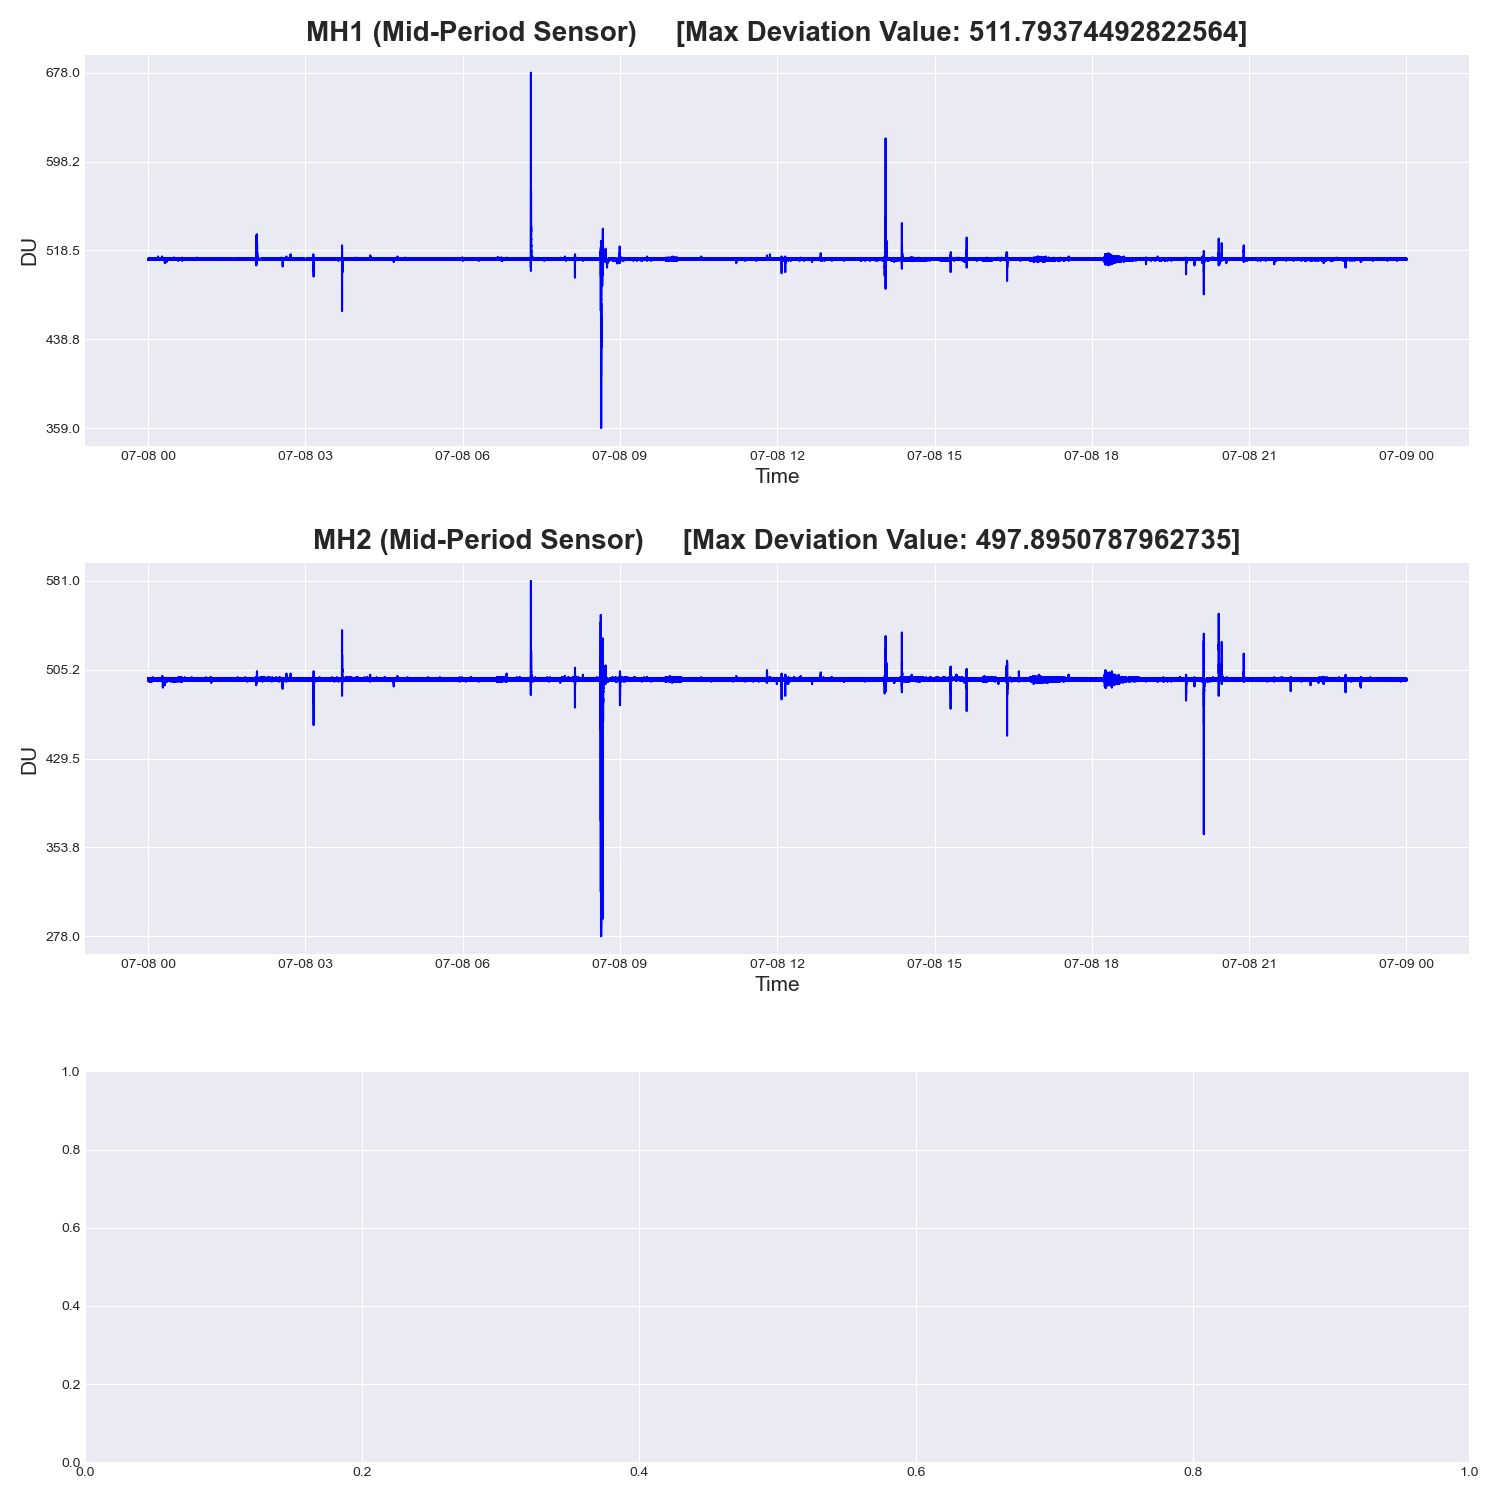 MH1 (Mid-Period Sensor) [Max Deviation Value: 511.79374492822564]
678.0
598.2
518.5
438.8
359.0
DU
07-08 00 07-08 03 07-08 06 07-08 09 07-08 12 07-08 15 07-08 18 07-08 21 07-09 00
Time
MH2 (Mid-Period Sensor) [Max Deviation Value: 497.8950787962735]
581.0
505.2
429.5
353.8
278.0
DU
07-08 00 07-08 03 07-08 06 07-08 09 07-08 12 07-08 15 07-08 18 07-08 21 07-09 00
Time
1.0
0.8
0.6
0.4
0.2
0.0
0.0 0.2 0.4 0.6 0.8 1.0